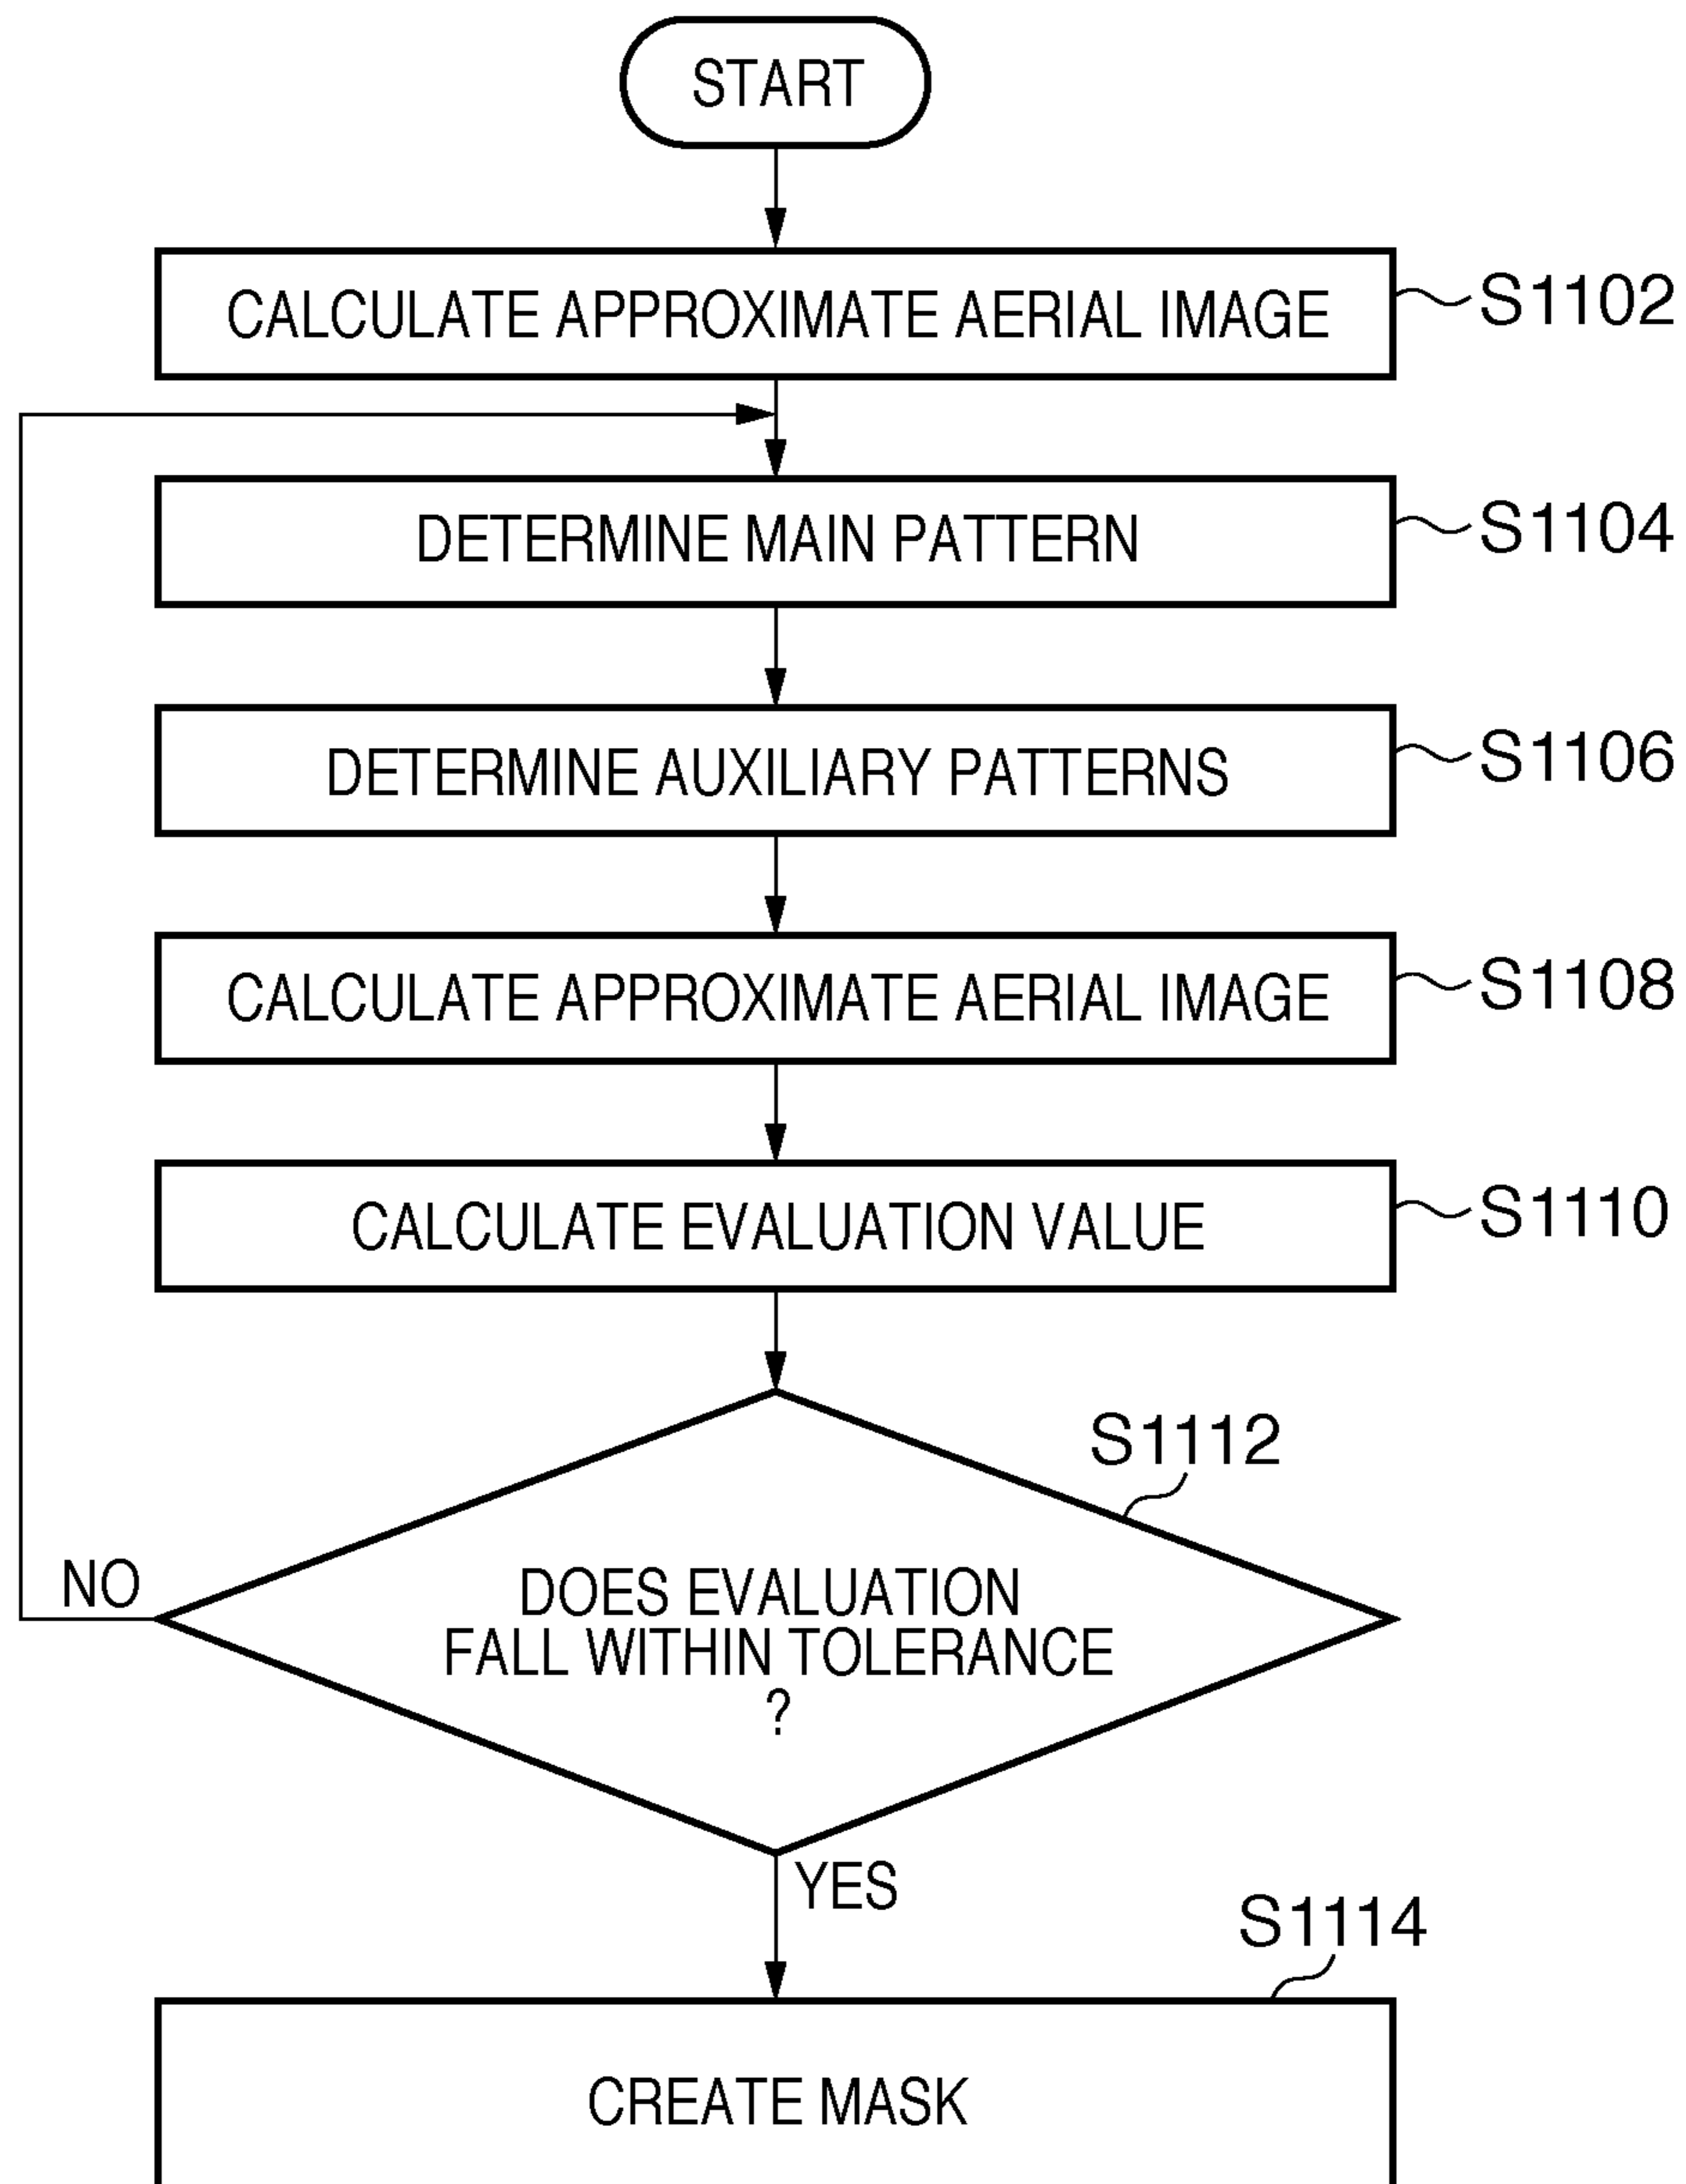 START
CALCULATE APPROXIMATE AERIAL IMAGE
S1102
DETERMINE MAIN PATTERN
S1104
DETERMINE AUXILIARY PATTERNS
S1106
CALCULATE APPROXIMATE AERIAL IMAGE
S1108
CALCULATE EVALUATION VALUE
S1110
S1112
NO
DOES EVALUATION
FALL WITHIN TOLERANCE
?
YES
S1114
CREATE MASK